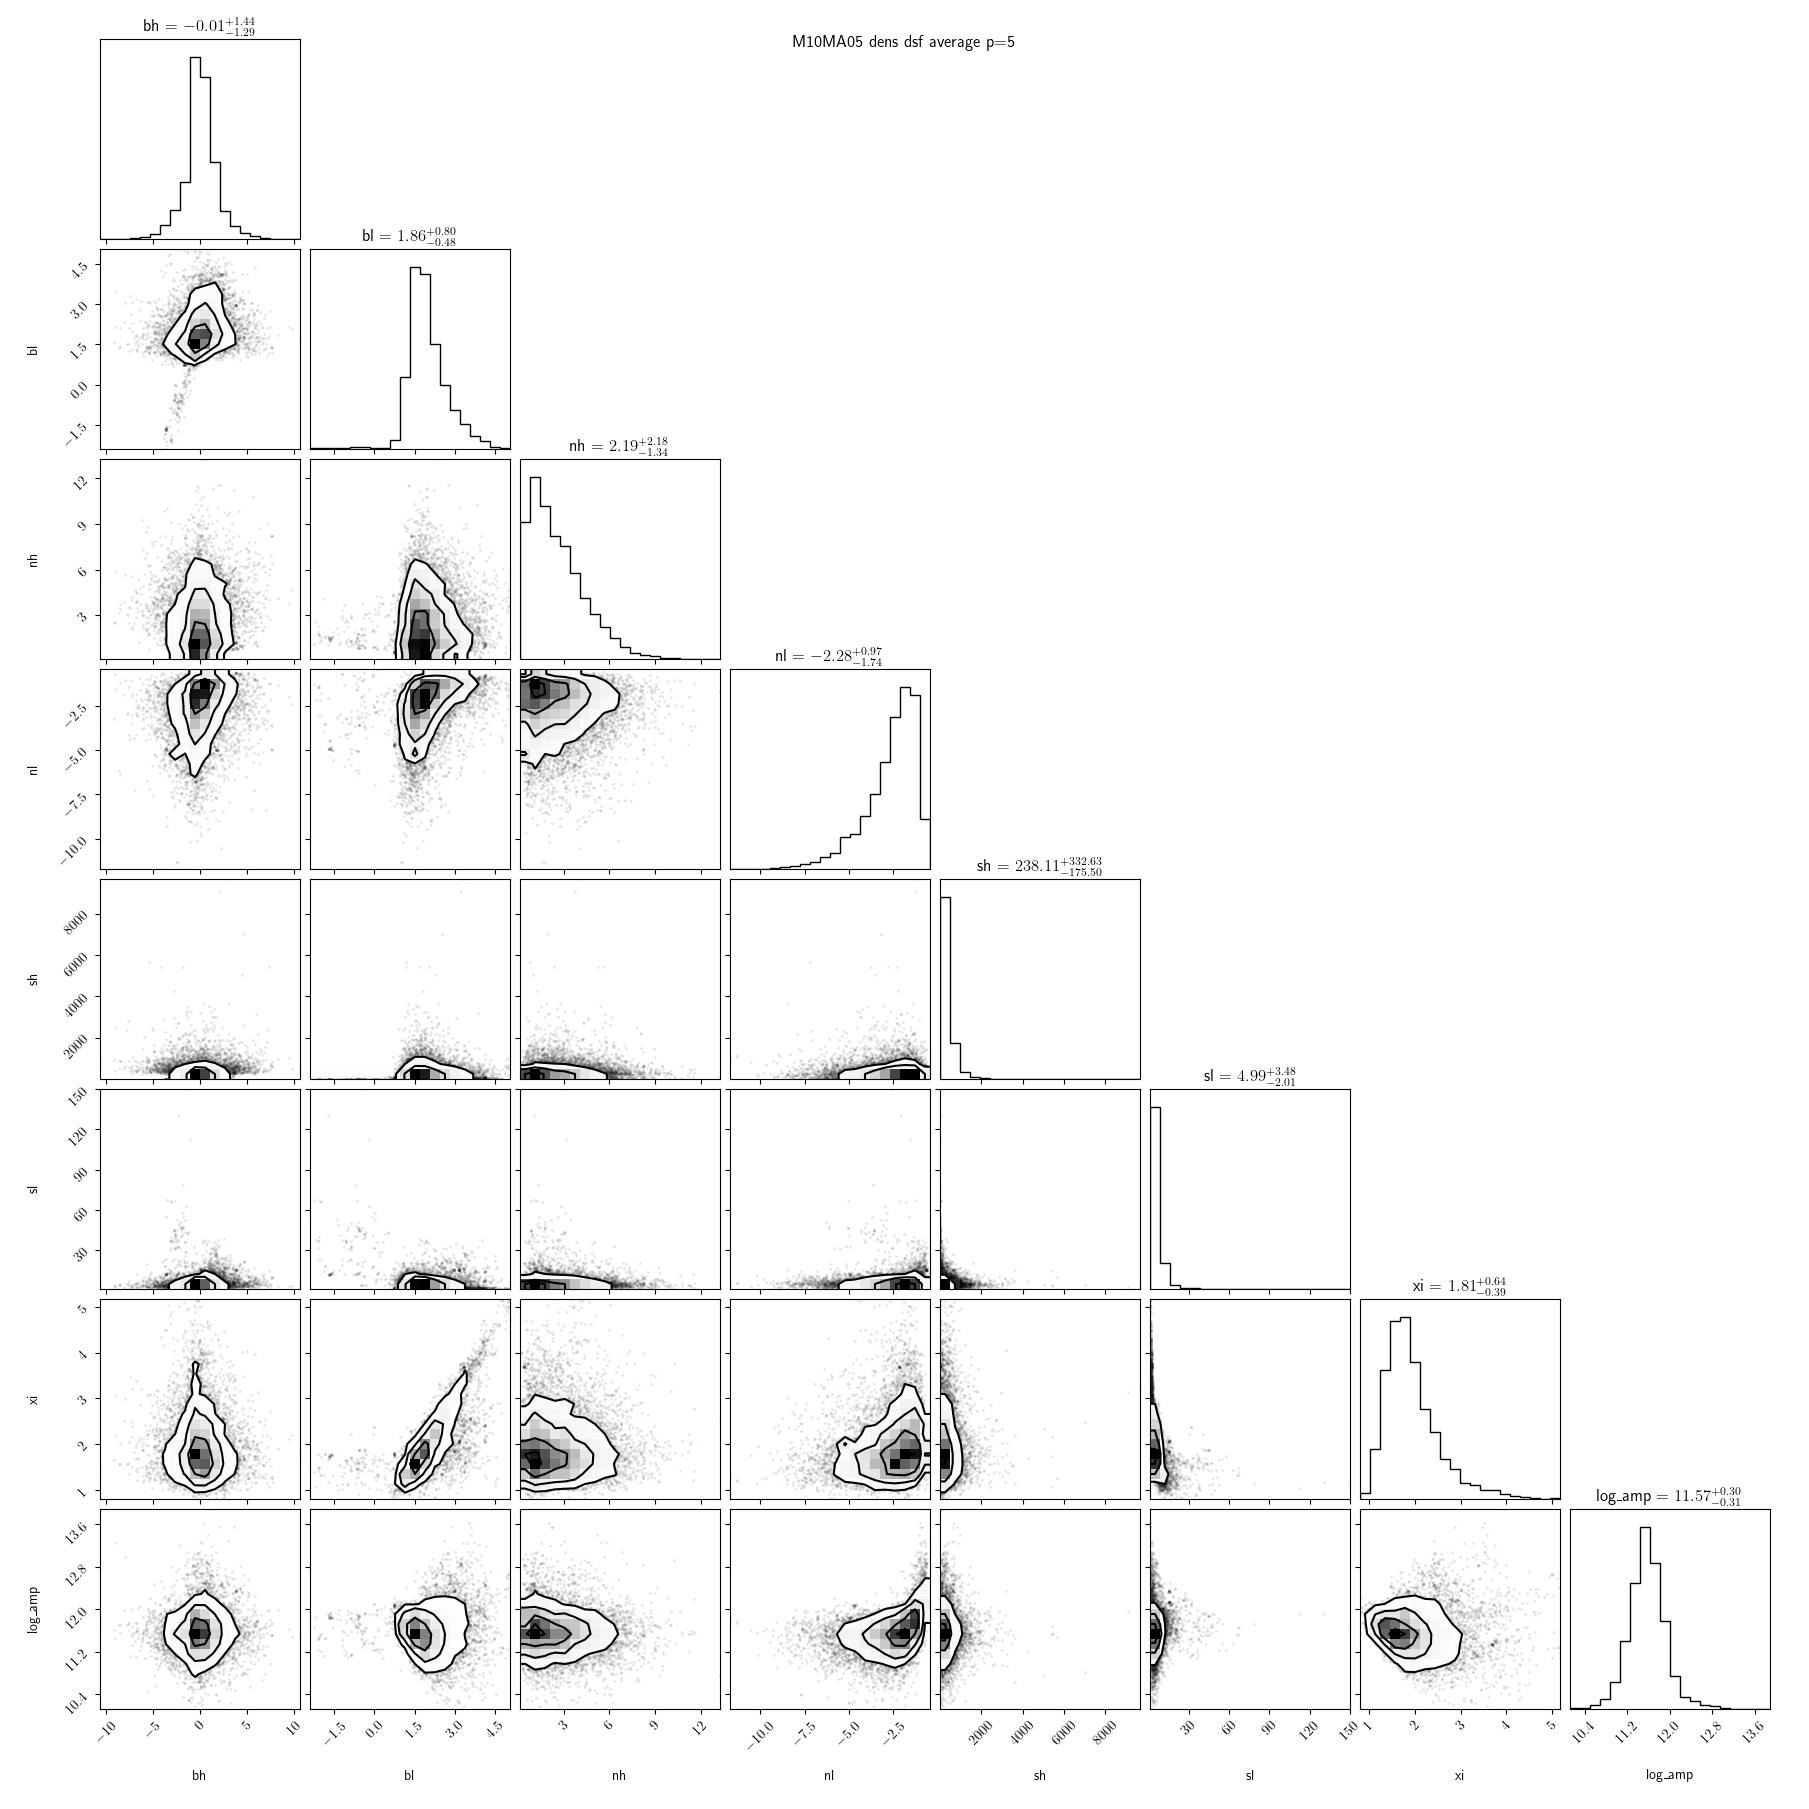 M10MA05 dens dsf average p=5
bh = −0.01+1.44 −1.29
bl = 1.86+0.80 −0.48
4.5
3.0
1.5
0.0
−1.5
bl
nh = 2.19+2.18 −1.34
12
9
6
3
nh
nl = −2.28+0.97 −1.74
−2.5
−5.0
−7.5
−10.0
nl
sh = 238.11+332.63 −175.50
8000
6000
4000
2000
sh
sl = 4.99+3.48 −2.01
150
120
90
60
30
sl
xi = 1.81+0.64 −0.39
5
4
3
2
1
xi
log_amp = 11.57+0.30 −0.31
13.6
12.8
12.0
11.2
10.4
log_amp
−10 −5 0 5 10 −1.5 0.0 1.5 3.0 4.5 3 6 9 12 −10.0 −7.5 −5.0 −2.5 2000 4000 6000 8000 30 60 90 120 150 1 2 3 4 5 10.4 11.2 12.0 12.8 13.6
bh bl nh nl sh sl xi log_amp